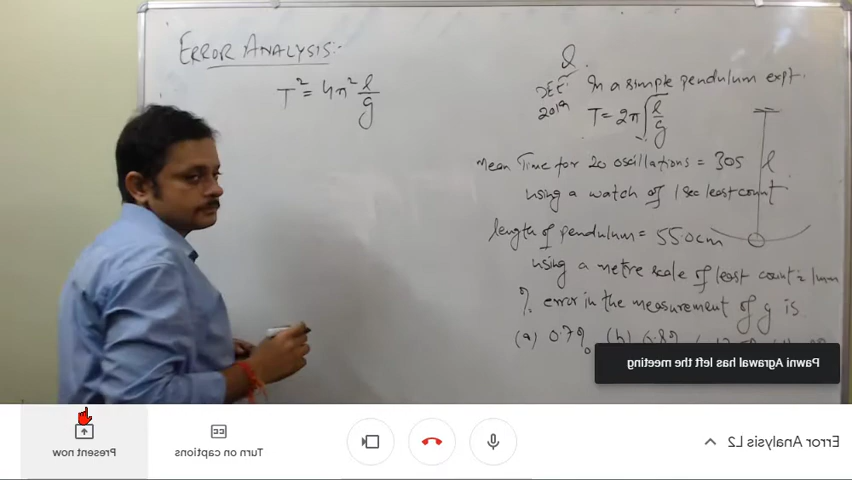 ERROR ANALYSIS:-
T² = 4π² l/g
l
JEE 2019
In a simple pendulum expt.
T = 2π √(l/g)
Mean Time for 20 oscillations = 30s
l
using a watch of 1 sec least count
length of pendulum = 55.0cm
using a metre scale of least count = 1mm
% error in the measurement of g is
(a) 0.7% (b) 6.8%
Pawni Agrawal has left the meeting
Present now
Turn on captions
Error Analysis L2